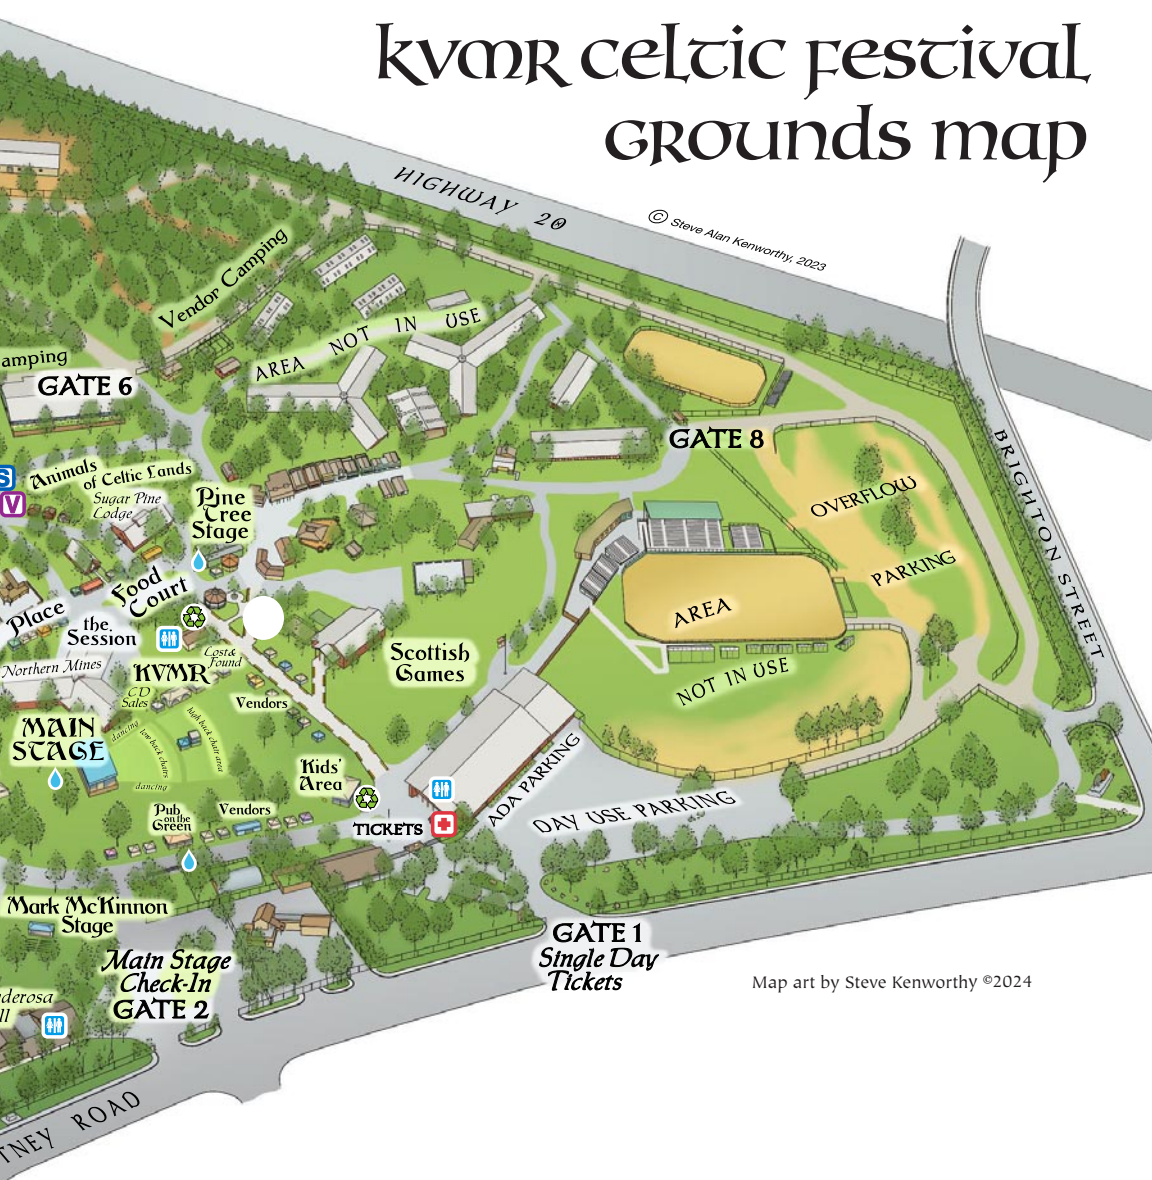 KVMR Celtic Festival
Grounds Map
HIGHWAY 20
© Steve Alan Kenworthy, 2023
Vendor Camping
AREA NOT IN USE
amping
GATE 6
GATE 8
BRIGHTON STREET
OVERFLOW
PARKING
S
V
Animals
of Celtic Lands
Sugar Pine
Lodge
Pine
Tree
Stage
Food
Court
Place
the
Session
Northern Mines
KVMR
Lost &
Found
CD
Sales
Vendors
Scottish
Games
AREA
NOT IN USE
MAIN
STAGE
dancing
low back chairs
high back chair area
dancing
Kids'
Area
Pub
on the
Green
Vendors
TICKETS
ADA PARKING
DAY USE PARKING
Mark McKinnon
Stage
Main Stage
Check-In
GATE 2
GATE 1
Single Day
Tickets
Map art by Steve Kenworthy ©2024
derosa
ll
TNEY ROAD